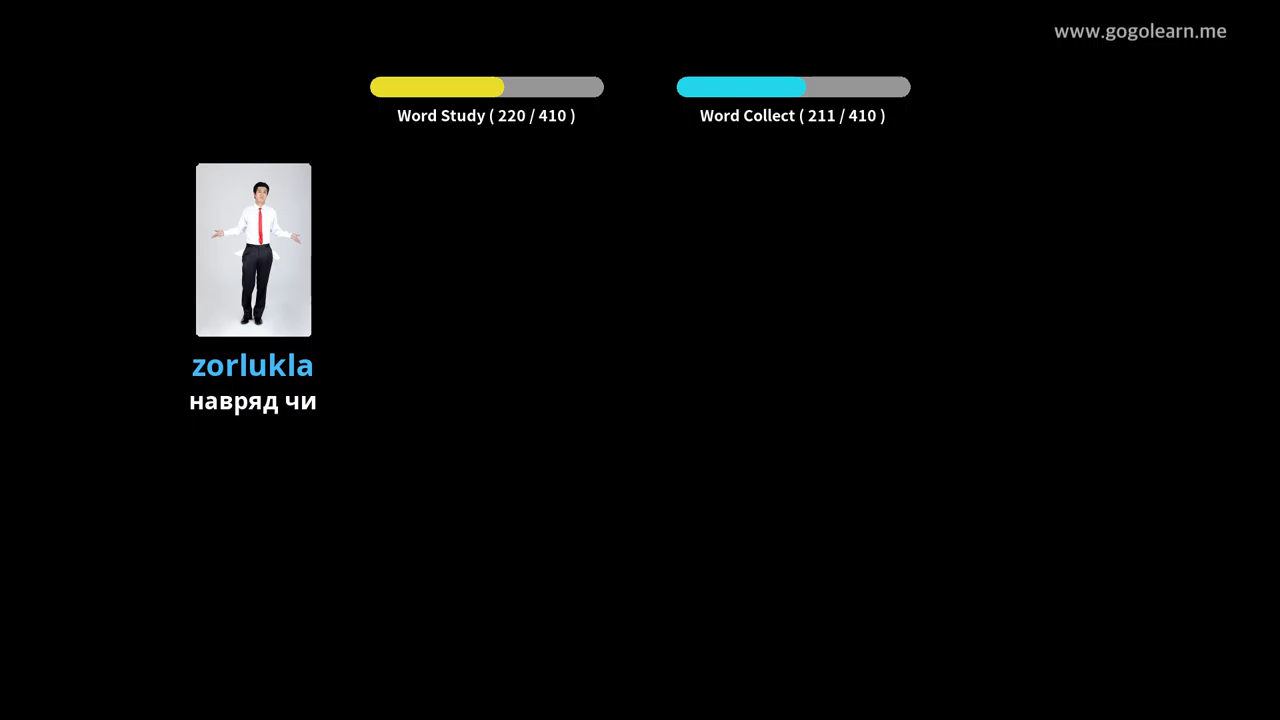 www.gogolearn.me
Word Study ( 220 / 410 )
Word Collect ( 211 / 410 )
zorlukla
навряд чи